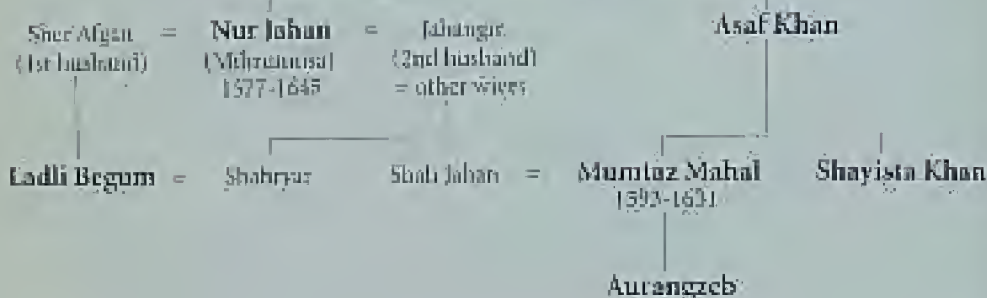 Sher Afgan = Nur Jahan = Jahangir Asaf Khan
(1st husband) (Mihrunnisa) (2nd husband)
1577-1645 = other wives
Ladli Begum = Shahryar Shah Jahan = Mumtaz Mahal Shayista Khan
1593-1631
Aurangzeb